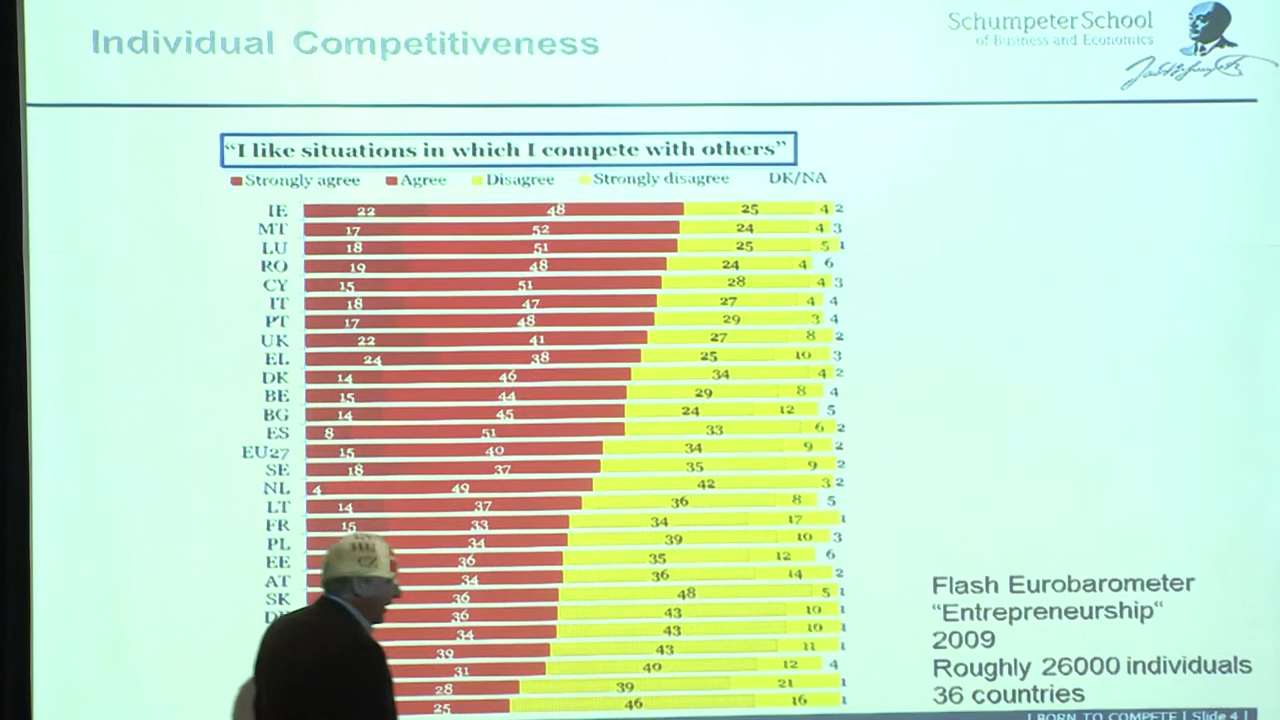 Individual Competitiveness
Schumpeter School
of Business and Economics
“I like situations in which I compete with others”
Strongly agree Agree Disagree Strongly disagree DK/NA
IE 22 48 25 4 2
MT 17 52 24 4 3
LU 18 51 25 5 1
RO 19 48 24 4 6
CY 15 51 28 4 3
IT 18 47 27 4 4
PT 17 48 29 3 4
UK 22 41 27 8 2
EL 24 38 25 10 3
DK 14 46 34 4 2
BE 15 44 29 8 4
BG 14 45 24 12 5
ES 8 51 33 6 2
EU27 15 40 34 9 2
SE 18 37 35 9 2
NL 4 49 42 3 2
LT 14 37 36 8 5
FR 15 33 34 17 1
PL 34 39 10 3
EE 36 35 12 6
AT 34 36 14 2
SK 36 48 5 1
36 43 10 1
34 43 10 1
39 43 11 1
31 40 12 4
28 39 21 1
25 46 16 1
Flash Eurobarometer
“Entrepreneurship“
2009
Roughly 26000 individuals
36 countries
BORN TO COMPETE | Slide 4 |